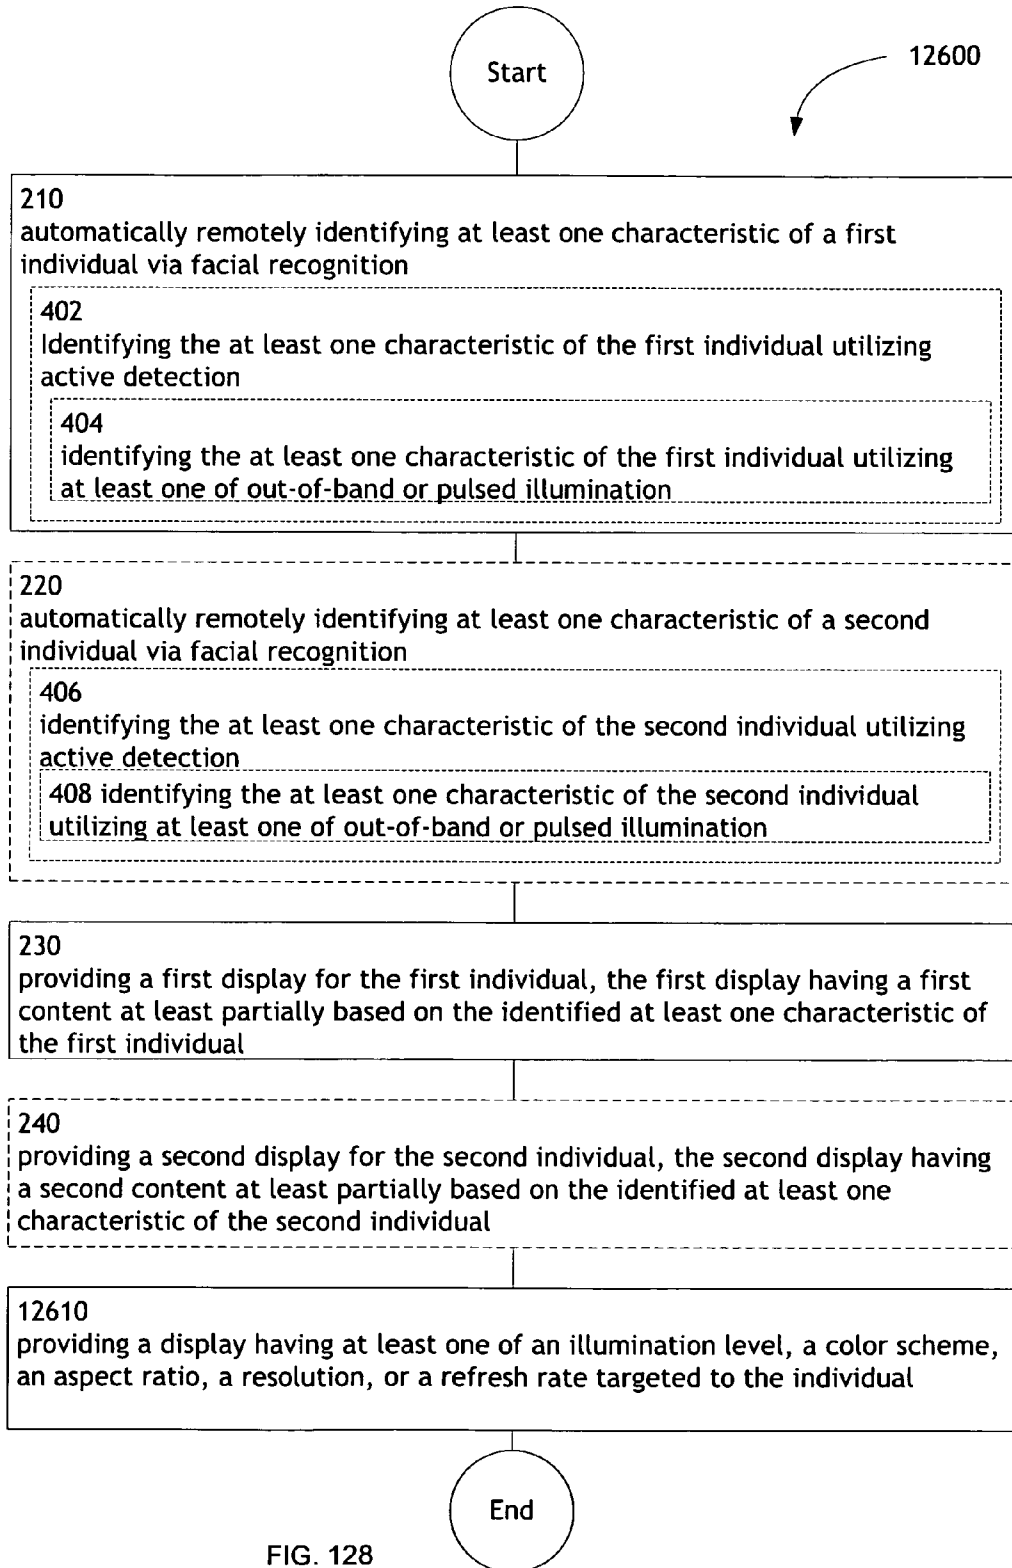 Start
12600
210
automatically remotely identifying at least one characteristic of a first
individual via facial recognition
402
Identifying the at least one characteristic of the first individual utilizing
active detection
404
identifying the at least one characteristic of the first individual utilizing
at least one of out-of-band or pulsed illumination
220
automatically remotely identifying at least one characteristic of a second
individual via facial recognition
406
identifying the at least one characteristic of the second individual utilizing
active detection
408 identifying the at least one characteristic of the second individual
utilizing at least one of out-of-band or pulsed illumination
230
providing a first display for the first individual, the first display having a first
content at least partially based on the identified at least one characteristic of
the first individual
240
providing a second display for the second individual, the second display having
a second content at least partially based on the identified at least one
characteristic of the second individual
12610
providing a display having at least one of an illumination level, a color scheme,
an aspect ratio, a resolution, or a refresh rate targeted to the individual
End
FIG. 128